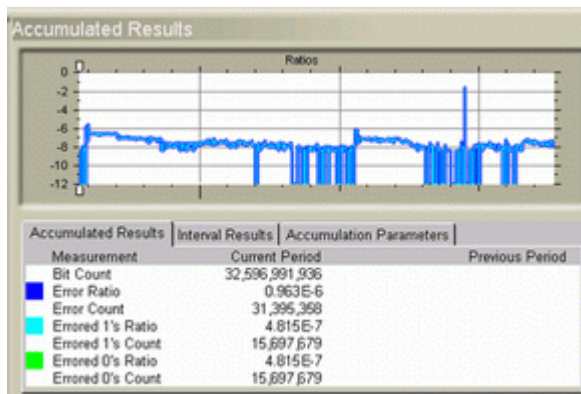 Accumulated Results
Ratios
0
-2
-4
-6
-8
-10
-12
Accumulated Results Interval Results Accumulation Parameters
Measurement Current Period Previous Period
Bit Count 32,596,991,936
Error Ratio 0.963E-6
Error Count 31,395,358
Errored 1's Ratio 4.815E-7
Errored 1's Count 15,697,679
Errored 0's Ratio 4.815E-7
Errored 0's Count 15,697,679